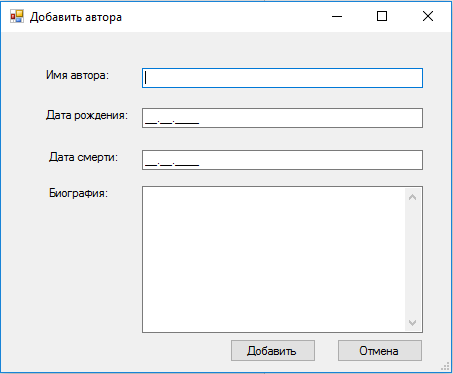 Добавить автора
Имя автора:
Дата рождения:
__.__.____
Дата смерти:
__.__.____
Биография:
Добавить
Отмена